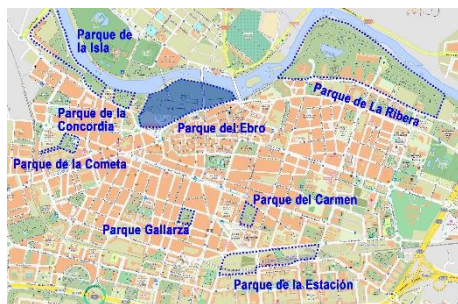 Parque de
la Isla
Parque de La Ribera
Parque de la
Concordia
Parque del Ebro
Parque de la Cometa
Parque del Carmen
Parque Gallarza
Parque de la Estación